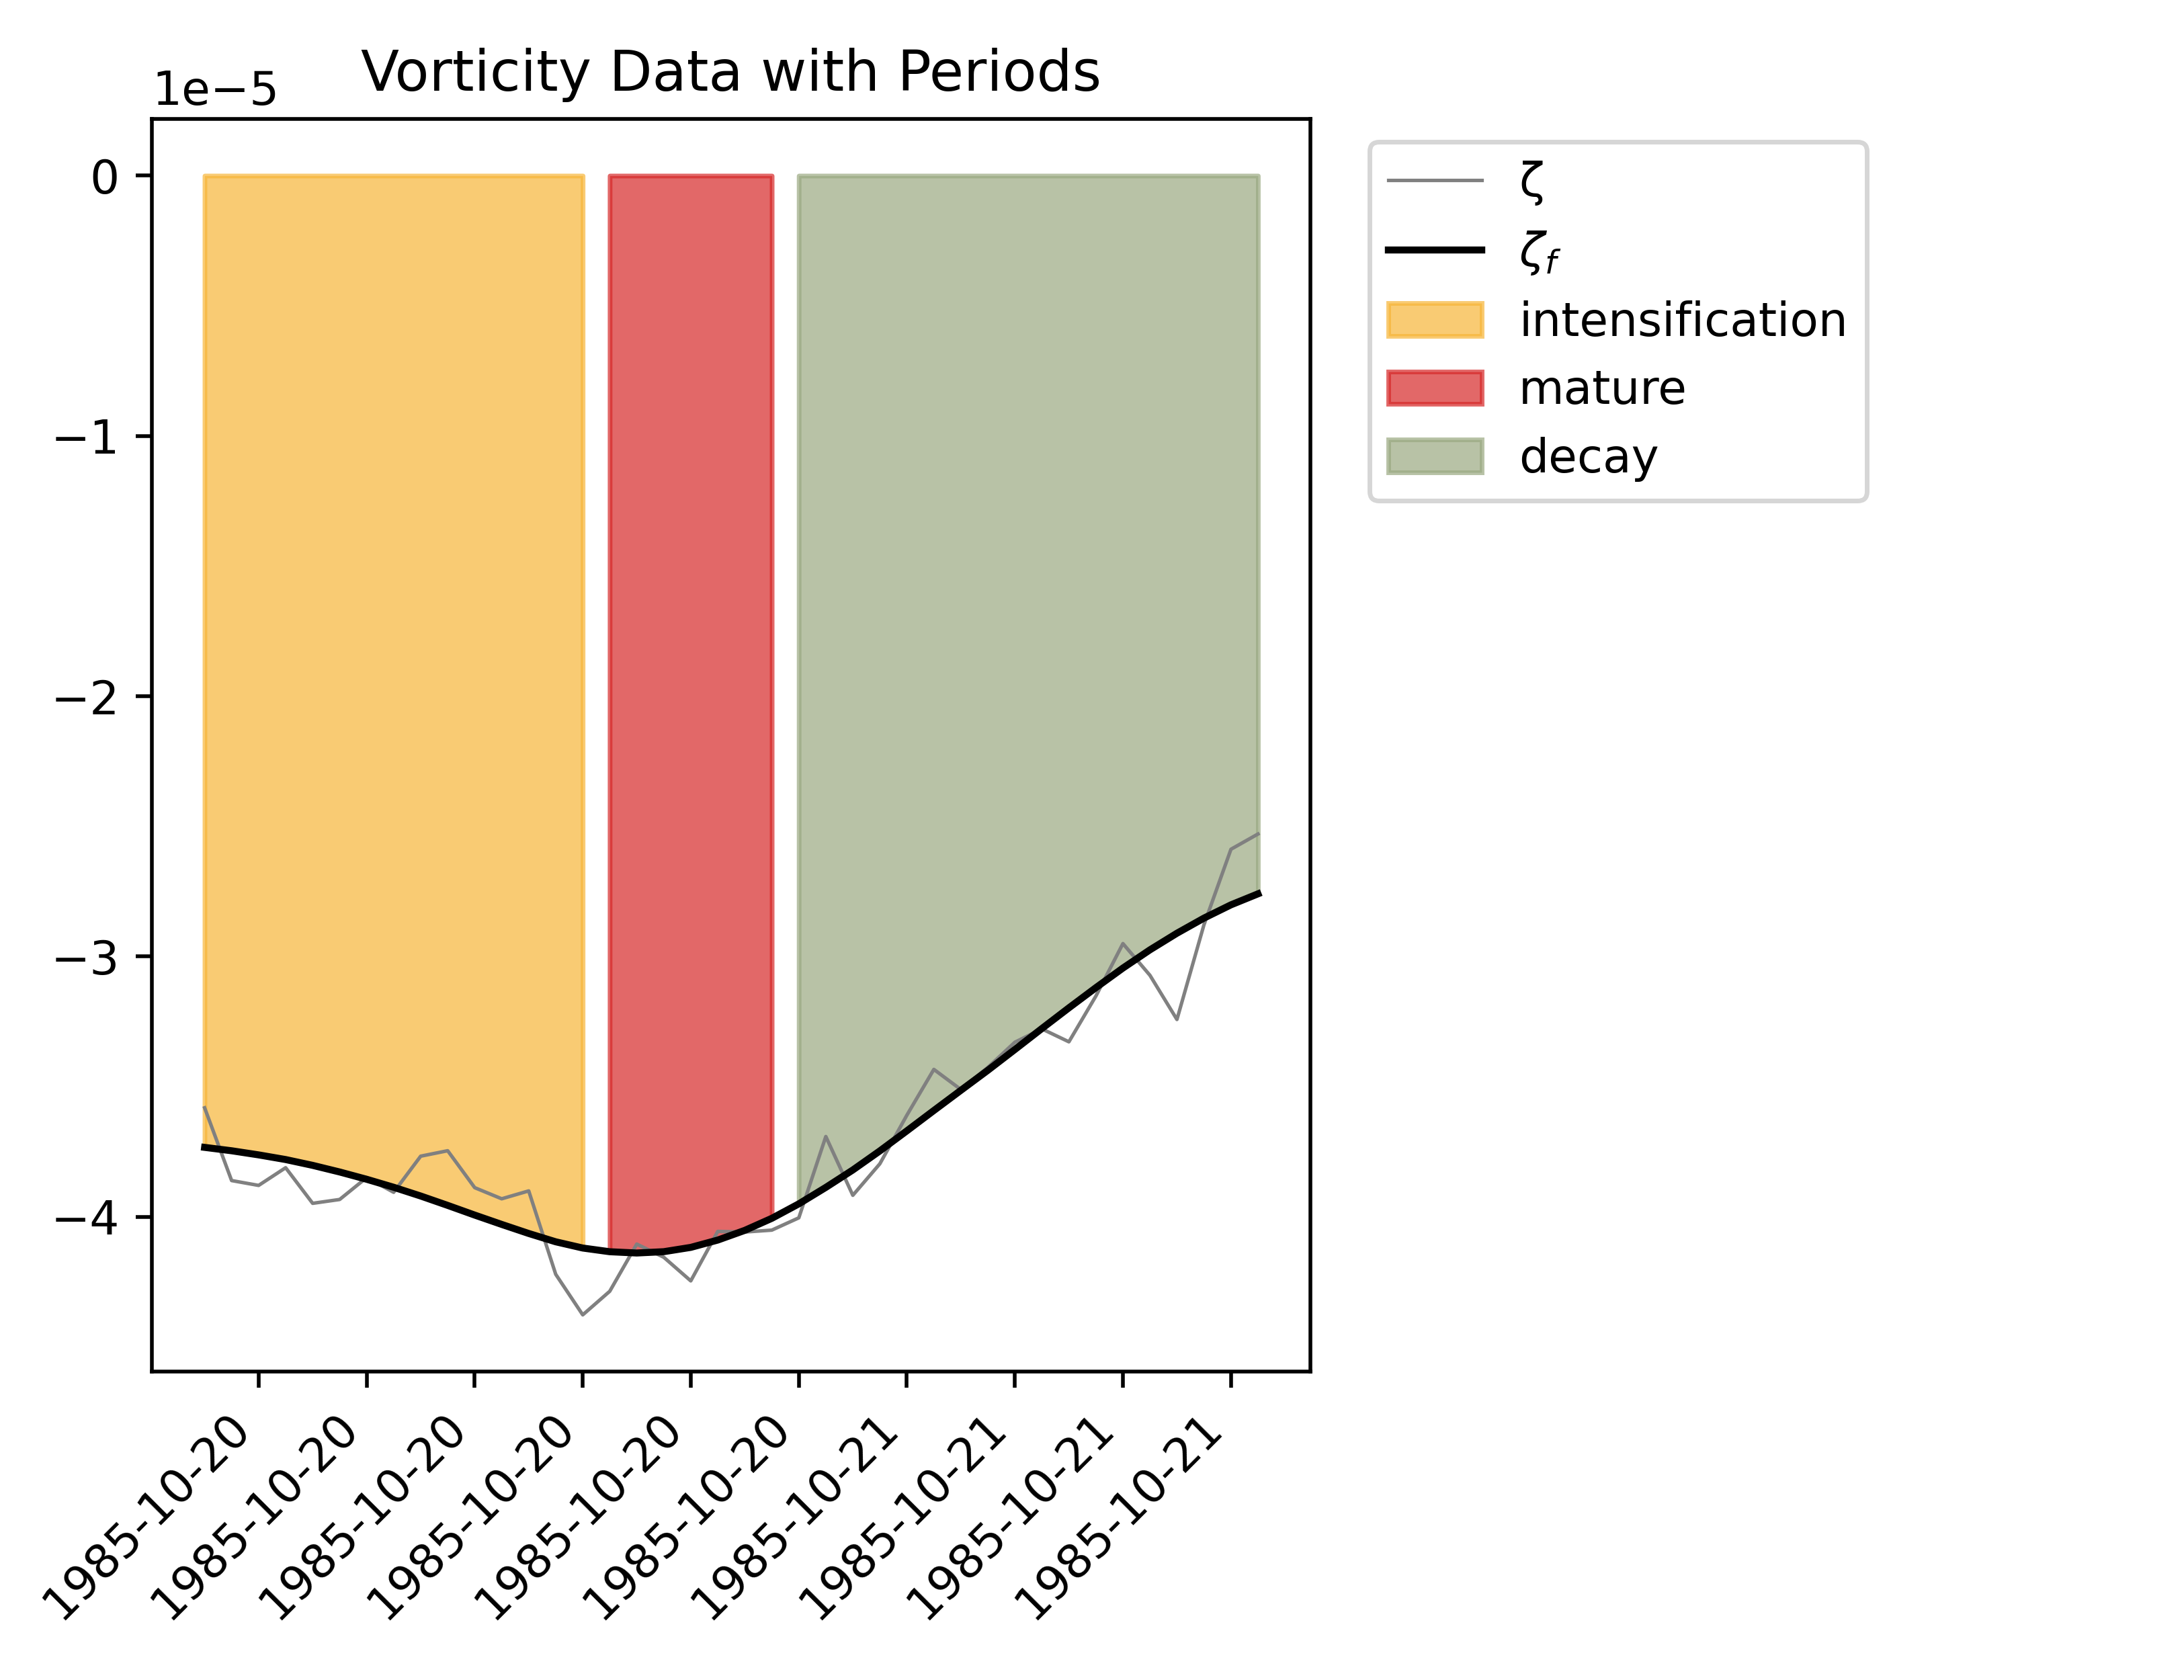 Vorticity Data with Periods
1e−5
0
−1
−2
−3
−4
1985-10-20
1985-10-20
1985-10-20
1985-10-20
1985-10-20
1985-10-20
1985-10-21
1985-10-21
1985-10-21
1985-10-21
ζ
ζf
intensification
mature
decay